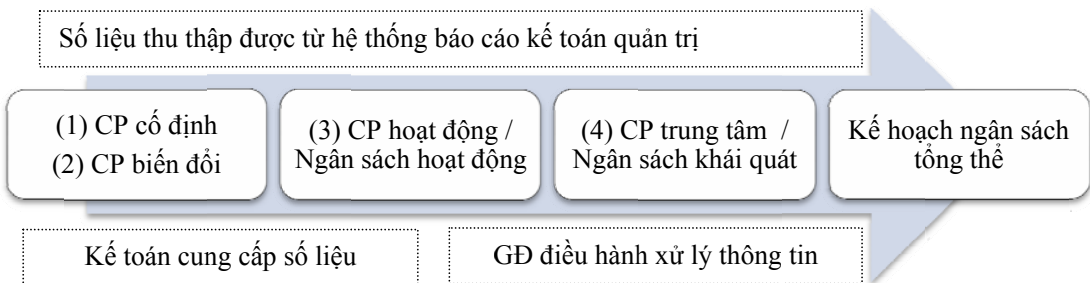 Số liệu thu thập được từ hệ thống báo cáo kế toán quản trị
(1) CP cố định
(2) CP biến đổi
(3) CP hoạt động /
Ngân sách hoạt động
(4) CP trung tâm /
Ngân sách khái quát
Kế hoạch ngân sách
tổng thể
Kế toán cung cấp số liệu
GĐ điều hành xử lý thông tin